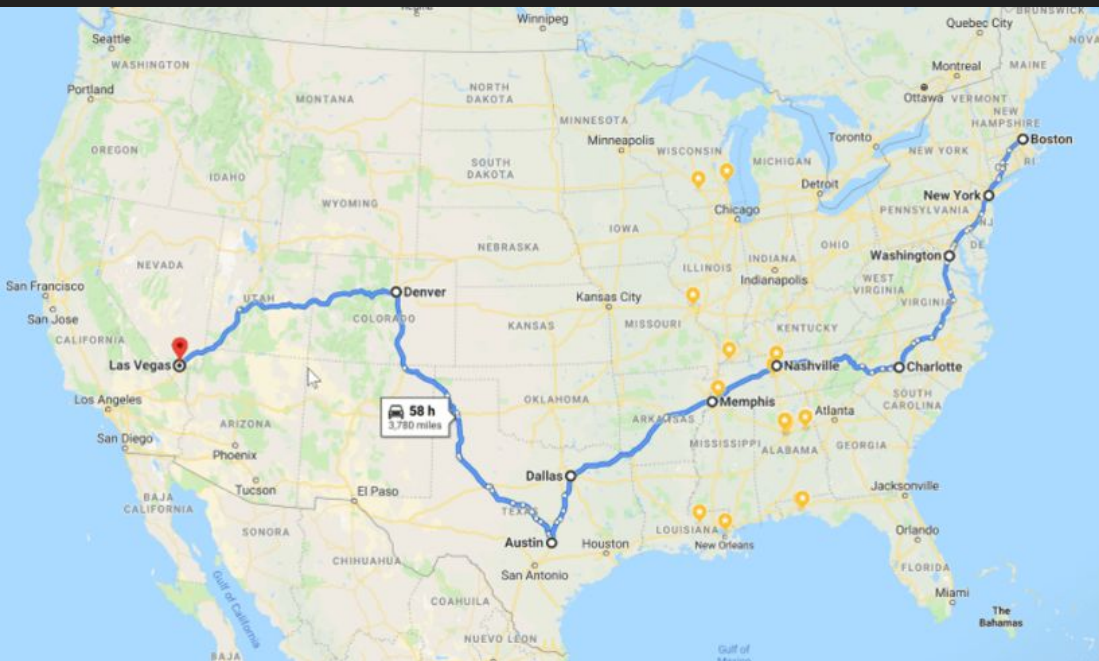 Winnipeg
Quebec City
BRUNSWICK
Seattle
WASHINGTON
Montreal
MAINE
NOVA
Portland
MONTANA
NORTH
DAKOTA
Ottawa
VERMONT
NEW
HAMPSHIRE
MINNESOTA
Minneapolis
WISCONSIN
Toronto
Boston
OREGON
SOUTH
DAKOTA
MICHIGAN
NEW YORK
RI
IDAHO
Detroit
New York
WYOMING
Chicago
PENNSYLVANIA
NJ
IOWA
NEBRASKA
OHIO
DE
Washington
NEVADA
ILLINOIS
INDIANA
Indianapolis
WEST
VIRGINIA
San Francisco
UTAH
Denver
Kansas City
VIRGINIA
San Jose
COLORADO
KANSAS
MISSOURI
KENTUCKY
CALIFORNIA
Las Vegas
Nashville
Charlotte
Los Angeles
OKLAHOMA
Memphis
SOUTH
CAROLINA
58 h
3,780 miles
ARIZONA
ARKANSAS
Atlanta
San Diego
Phoenix
MISSISSIPPI
ALABAMA
GEORGIA
Dallas
Tucson
El Paso
Jacksonville
BAJA
CALIFORNIA
TEXAS
LOUISIANA
SONORA
Austin
Houston
New Orleans
Orlando
CHIHUAHUA
San Antonio
FLORIDA
Gulf of California
COAHUILA
Miami
The
Bahamas
NUEVO LEON
BAJA
Gulf of